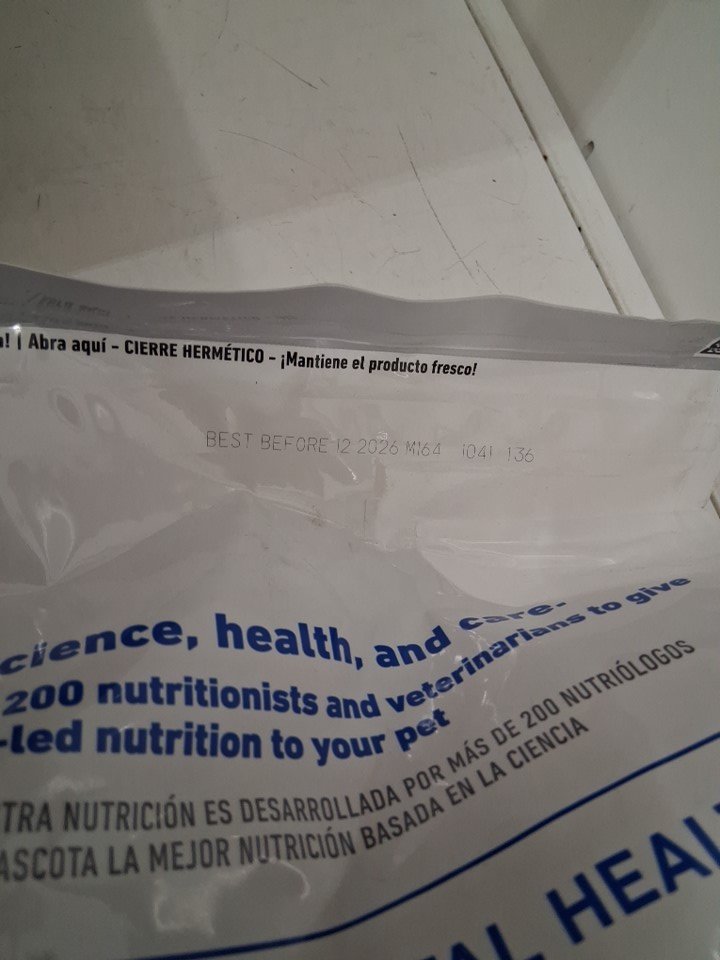 ! | Abra aquí - CIERRE HERMÉTICO - ¡Mantiene el producto fresco!
BEST BEFORE 12 2026 M164 1041 136
cience, health, and care-
200 nutritionists and veterinarians to give
-led nutrition to your pet
TRA NUTRICIÓN ES DESARROLLADA POR MÁS DE 200 NUTRIÓLOGOS
ASCOTA LA MEJOR NUTRICIÓN BASADA EN LA CIENCIA
AL HEAL